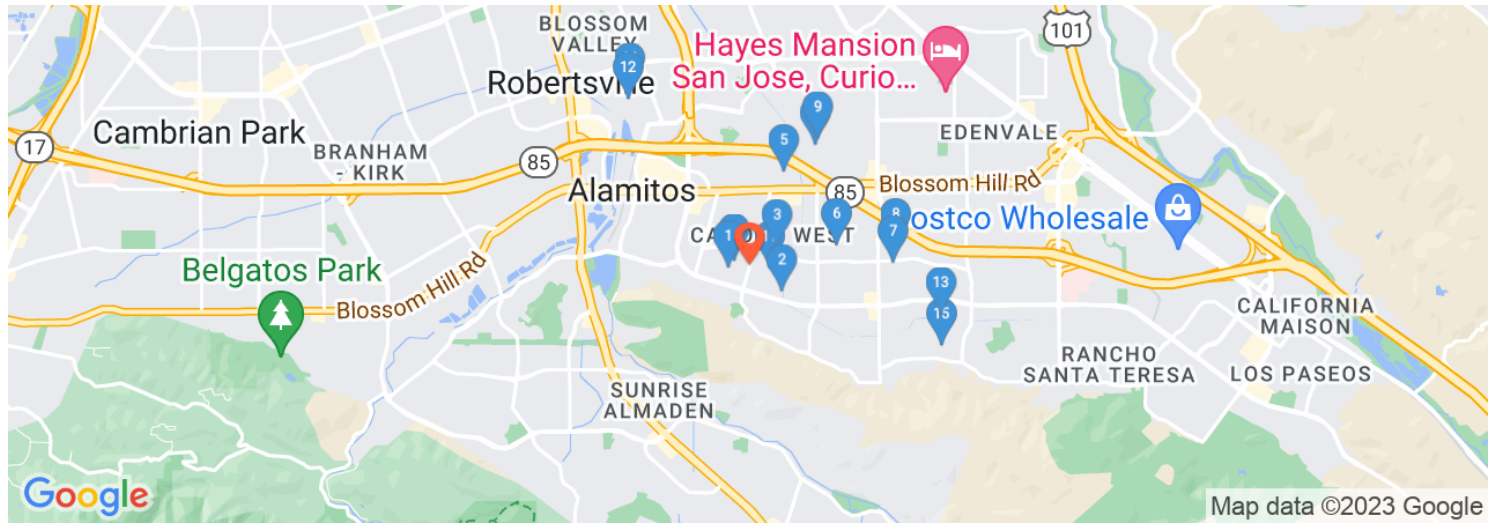 BLOSSOM
VALLEY
101
12
Hayes Mansion
San Jose, Curio...
Robertsville
9
Cambrian Park
5
EDENVALE
17
BRANHAM
- KIRK
85
85
Blossom Hill Rd
Alamitos
6
8
3
ostco Wholesale
1
WEST
7
2
Belgatos Park
Blossom Hill Rd
13
15
CALIFORNIA
MAISON
RANCHO
SANTA TERESA
LOS PASEOS
SUNRISE
ALMADEN
Google
Map data ©2023 Google